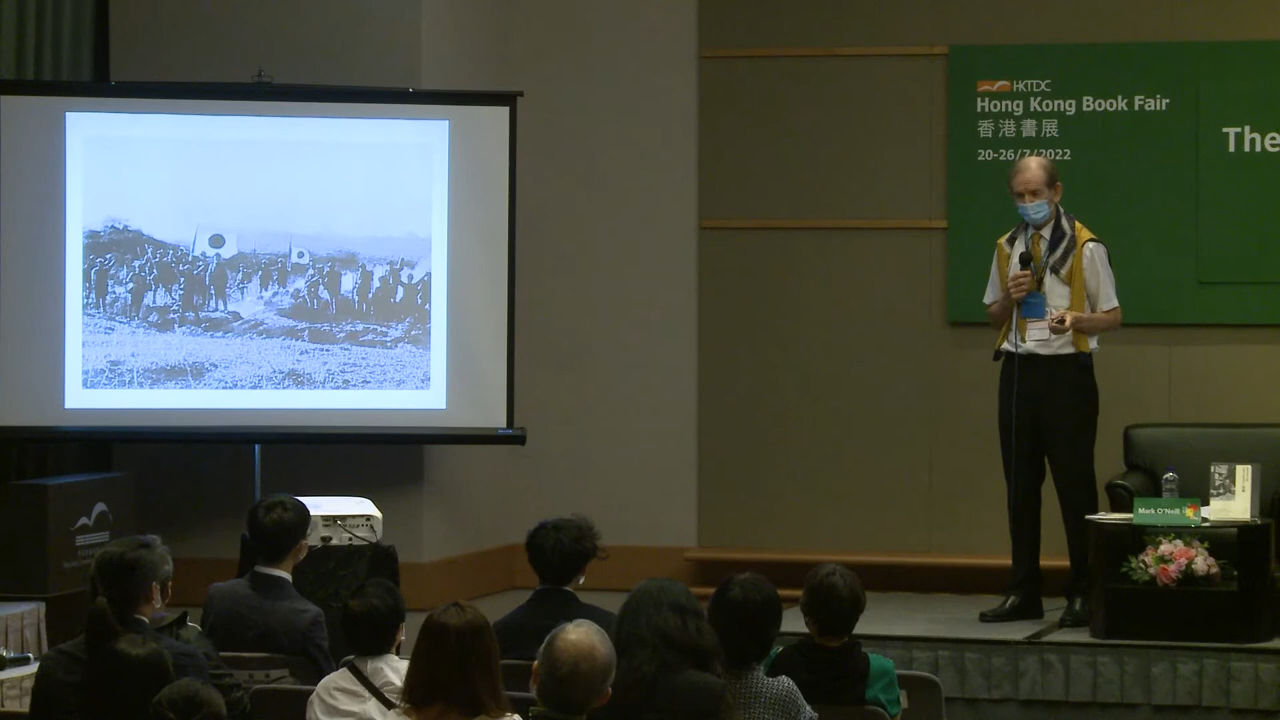 HKTDC
Hong Kong Book Fair
香港書展
20-26/7/2022
The
Mark O'Neill